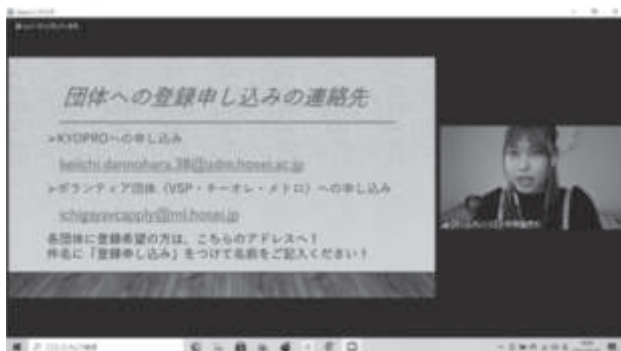 団体への登録申し込みの連絡先
➢KYOPROへの申し込み
keiichi.dannohara.38@adm.hosei.ac.jp
➢ボランティア団体（VSP・チーオレ・メトロ）への申し込み
ichigayavcapply@ml.hosei.jp
各団体に登録希望の方は、こちらのアドレスへ！
件名に「登録申し込み」をつけて名前をご記入ください！